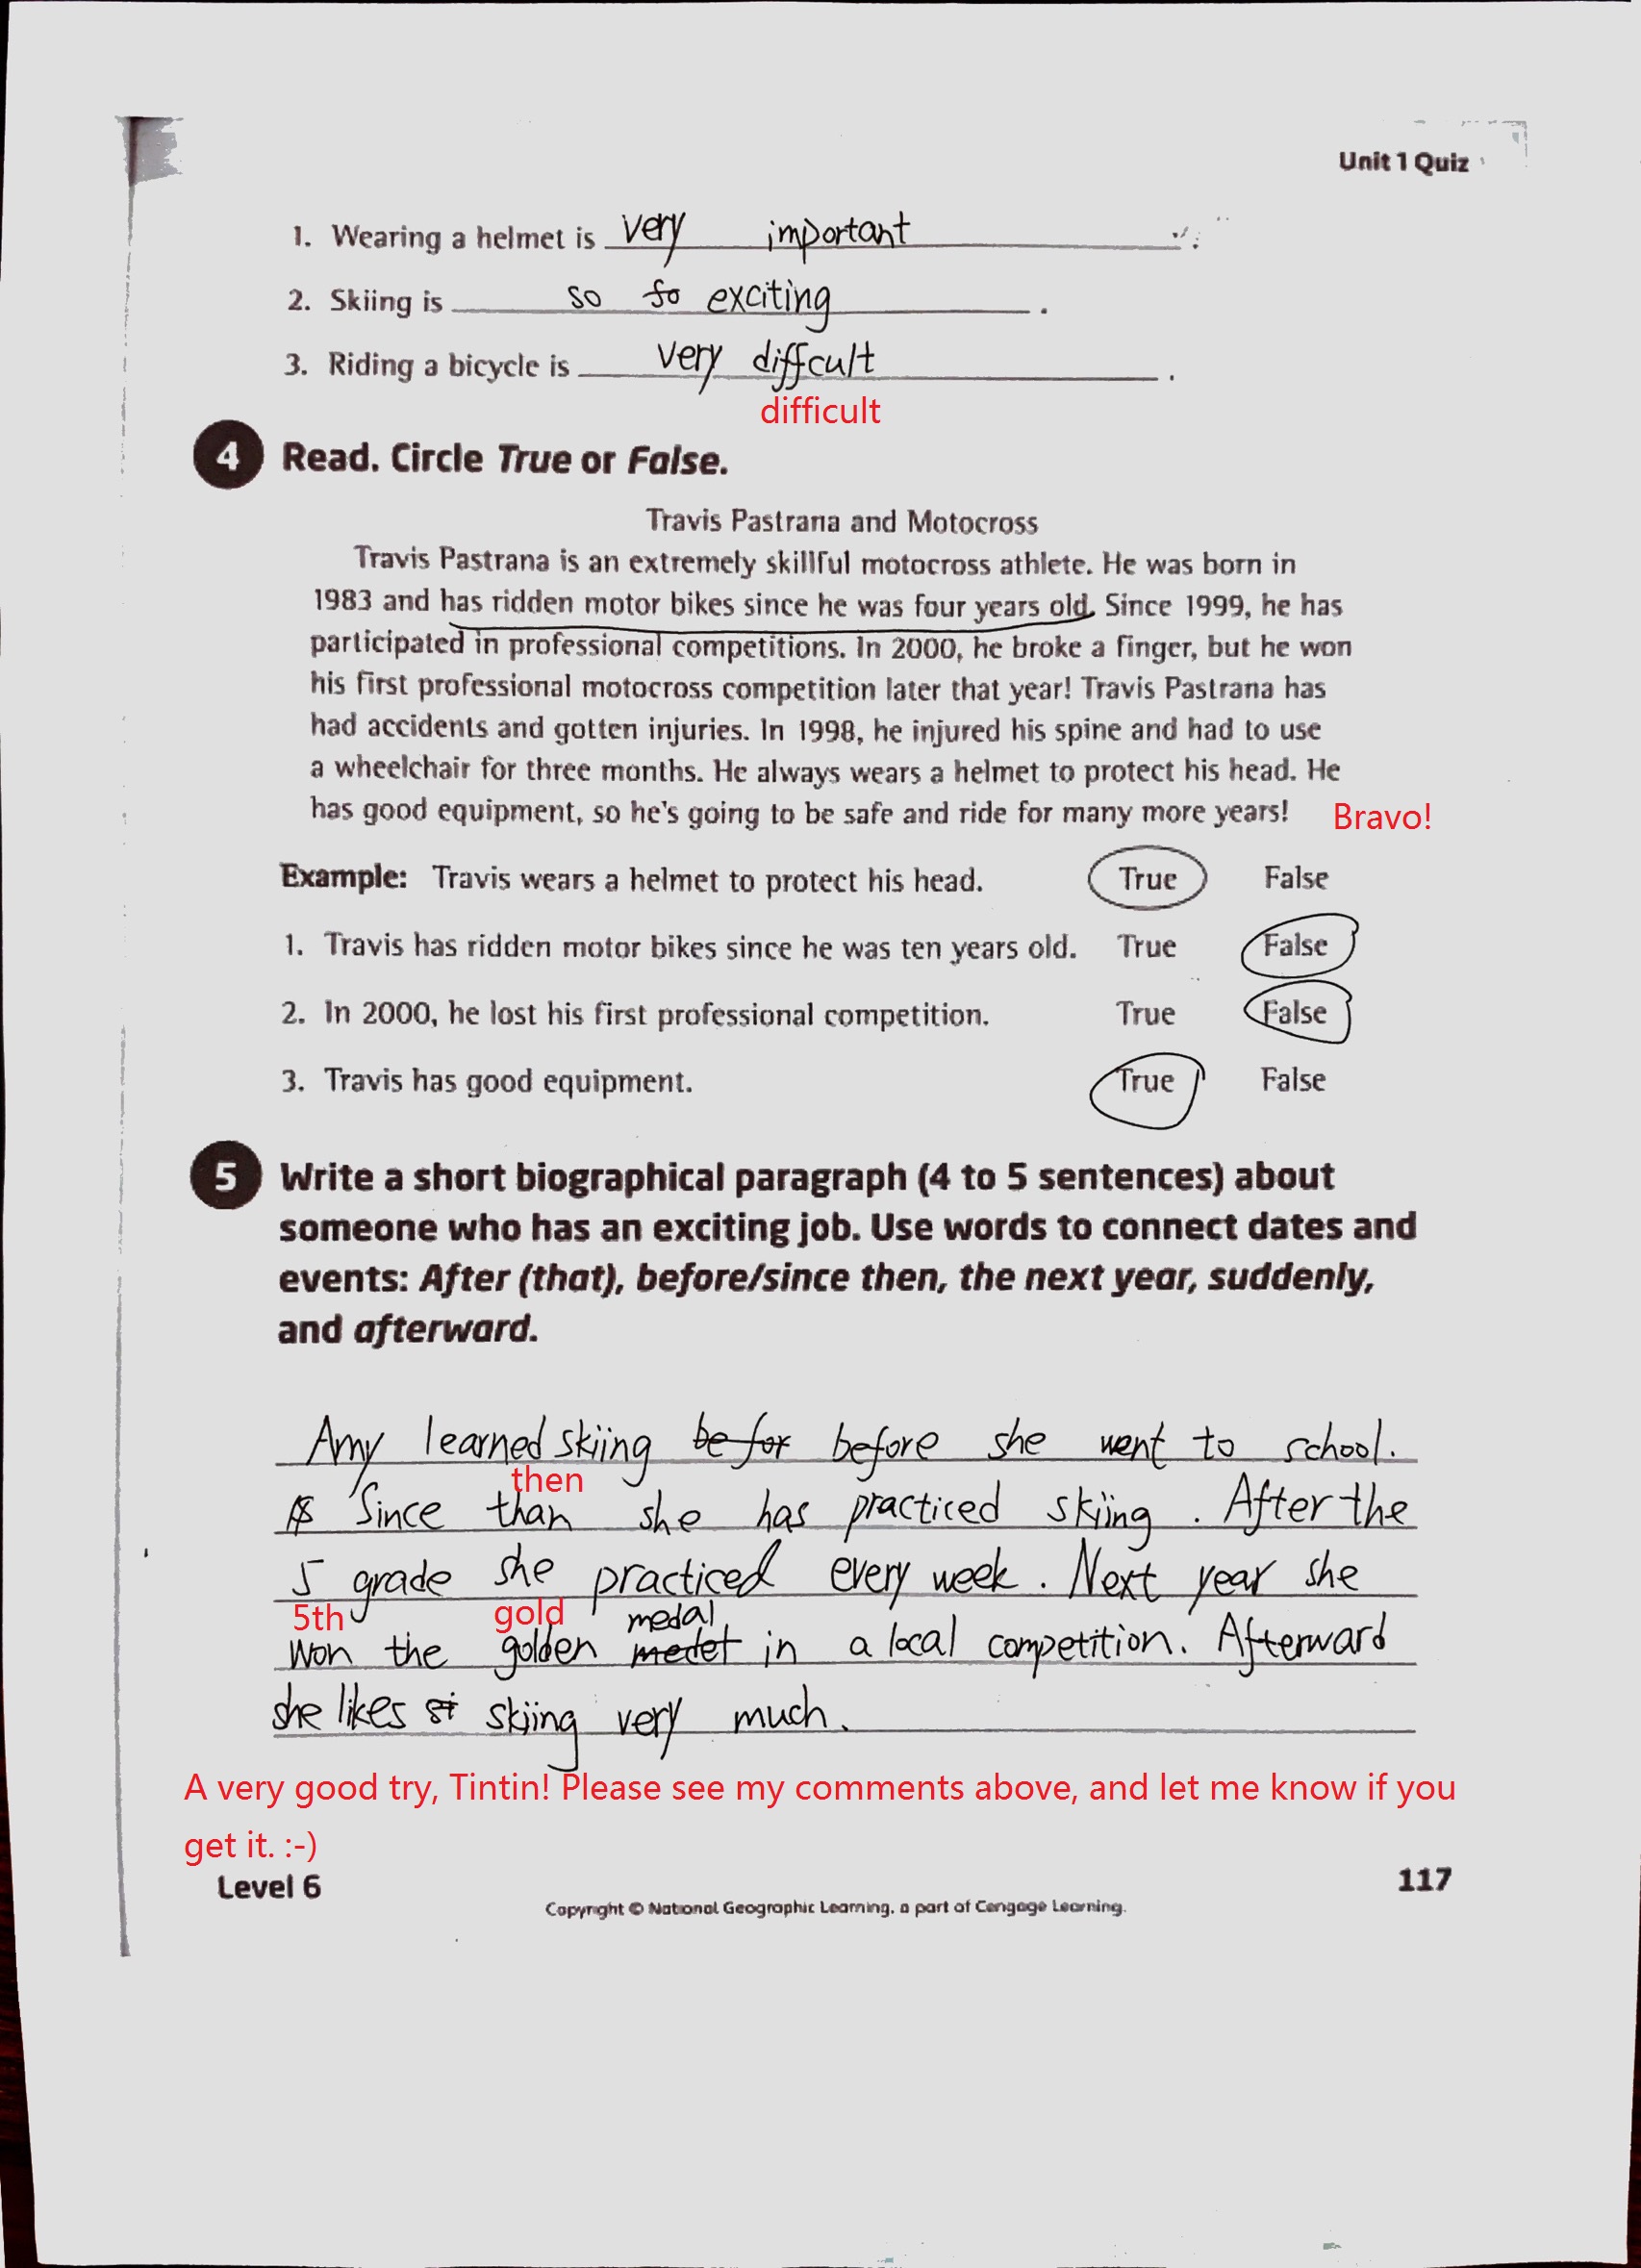 Unit 1 Quiz
1. Wearing a helmet is very important .
2. Skiing is so so exciting .
3. Riding a bicycle is very diffcult .
difficult
4 Read. Circle True or False.
Travis Pastrana and Motocross
Travis Pastrana is an extremely skillful motocross athlete. He was born in
1983 and has ridden motor bikes since he was four years old. Since 1999, he has
participated in professional competitions. In 2000, he broke a finger, but he won
his first professional motocross competition later that year! Travis Pastrana has
had accidents and gotten injuries. In 1998, he injured his spine and had to use
a wheelchair for three months. He always wears a helmet to protect his head. He
has good equipment, so he's going to be safe and ride for many more years! Bravo!
Example: Travis wears a helmet to protect his head. True False
1. Travis has ridden motor bikes since he was ten years old. True False
2. In 2000, he lost his first professional competition. True False
3. Travis has good equipment. True False
5 Write a short biographical paragraph (4 to 5 sentences) about
someone who has an exciting job. Use words to connect dates and
events: After (that), before/since then, the next year, suddenly,
and afterward.
Amy learned skiing befor before she went to school.
then
Since than she has practiced skiing. After the
5 grade she practiced every week. Next year she
5th gold medal
won the golden medet in a local competition. Afterward
she likes skiing very much.
A very good try, Tintin! Please see my comments above, and let me know if you
get it. :-)
Level 6 117
Copyright © National Geographic Learning, a part of Cengage Learning.